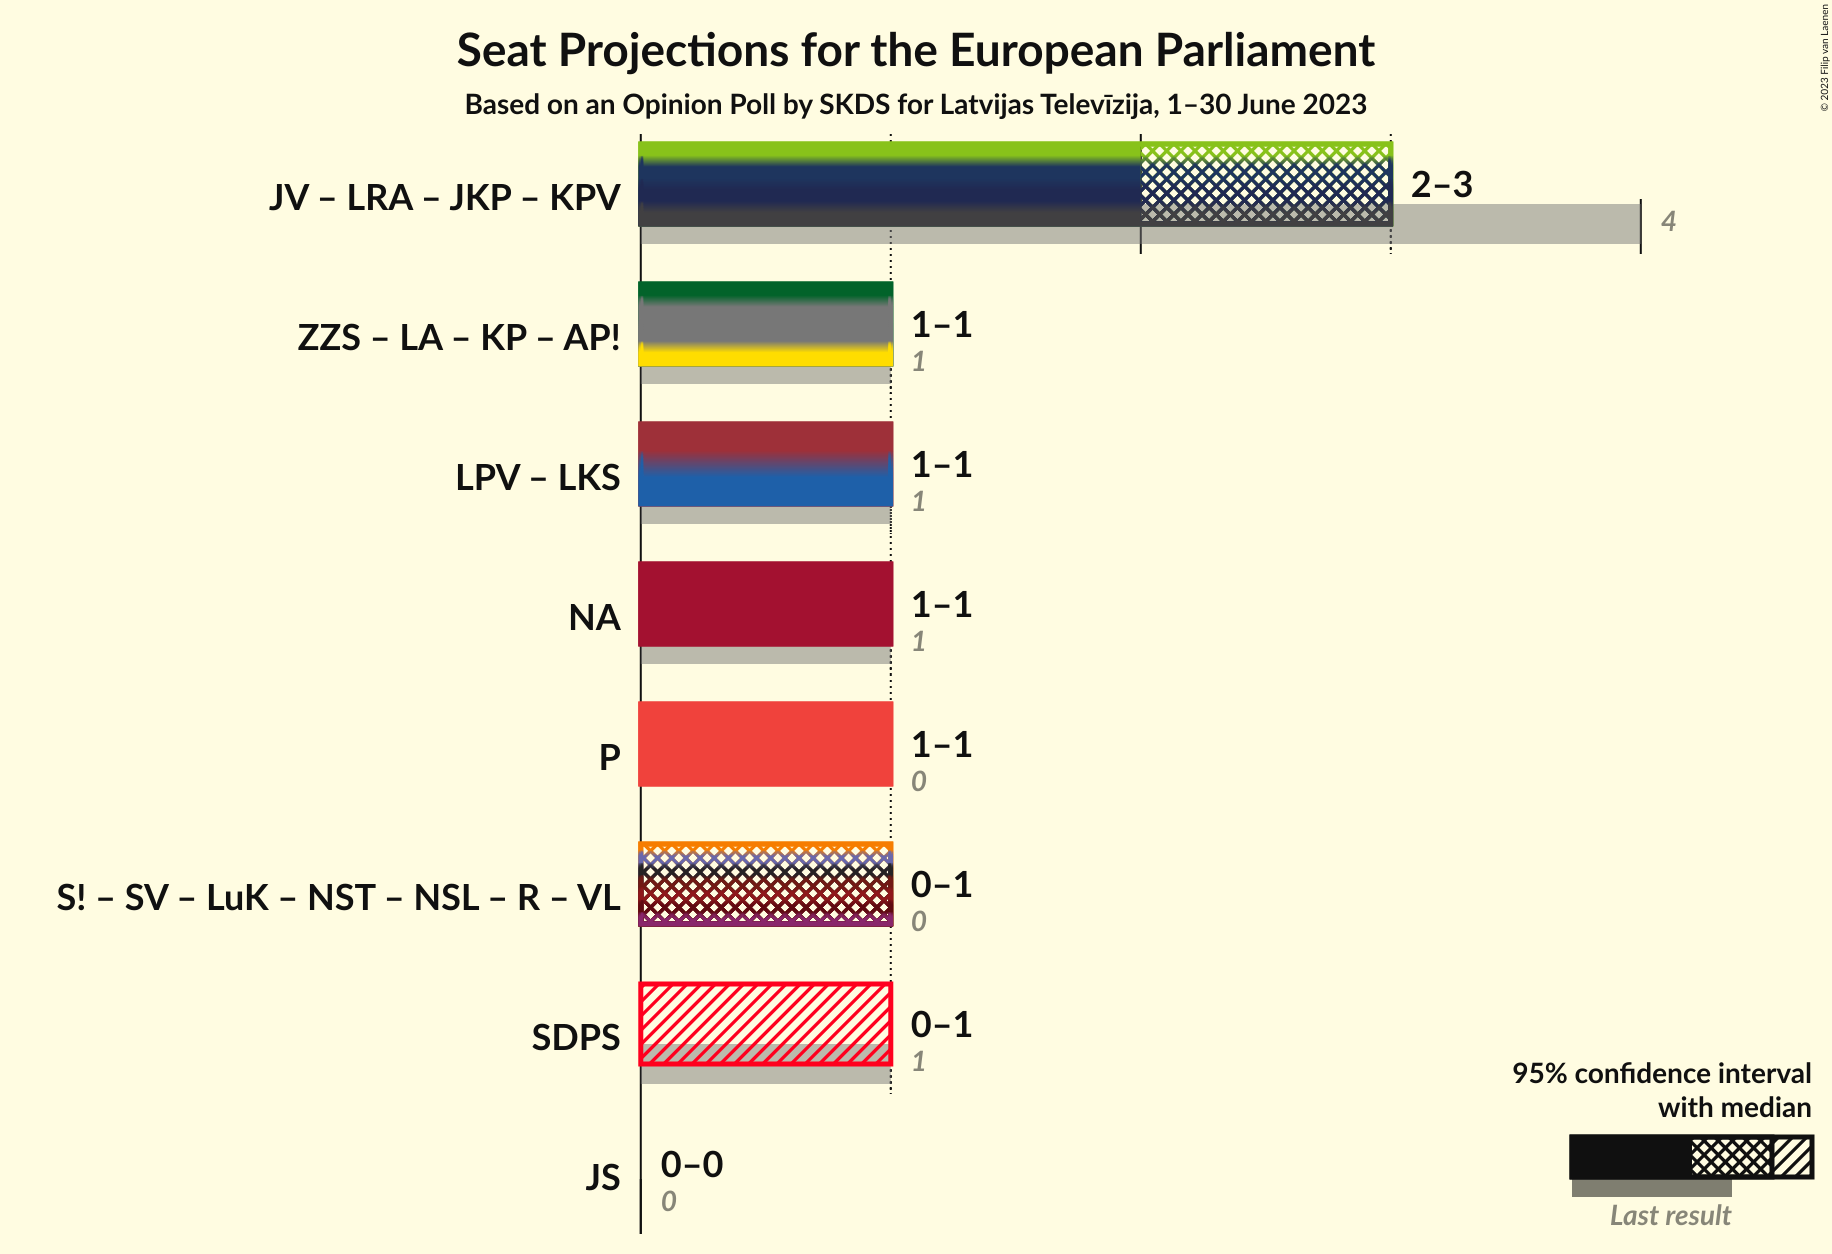 Seat Projections for the European Parliament
Based on an Opinion Poll by SKDS for Latvijas Televīzija, 1–30 June 2023
© 2023 Filip van Laenen
JV – LRA – JKP – KPV
2–3
4
ZZS – LA – KP – AP!
1–1
1
LPV – LKS
1–1
1
NA
1–1
1
P
1–1
0
S! – SV – LuK – NST – NSL – R – VL
0–1
0
SDPS
0–1
1
JS
0–0
0
95% confidence interval
with median
Last result